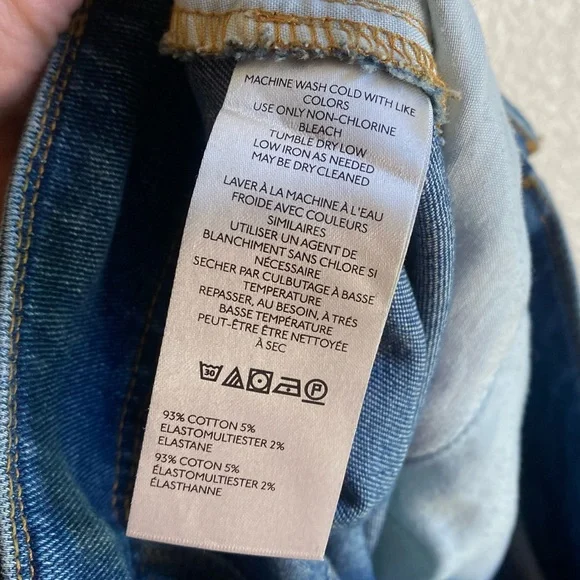 MACHINE WASH COLD WITH LIKE
COLORS
USE ONLY NON-CHLORINE
BLEACH
TUMBLE DRY LOW
LOW IRON AS NEEDED
MAY BE DRY CLEANED
LAVER À LA MACHINE À L'EAU
FROIDE AVEC COULEURS
SIMILAIRES
UTILISER UN AGENT DE
BLANCHIMENT SANS CHLORE SI
NÉCESSAIRE
SECHER PAR CULBUTAGE À BASSE
TEMPERATURE
REPASSER, AU BESOIN, À TRÉS
BASSE TEMPÉRATURE
PEUT-ÊTRE ÊTRE NETTOYÉE
À SEC
30 P
93% COTTON 5%
ELASTOMULTIESTER 2%
ELASTANE
93% COTON 5%
ÉLASTOMULTIESTER 2%
ÉLASTHANNE